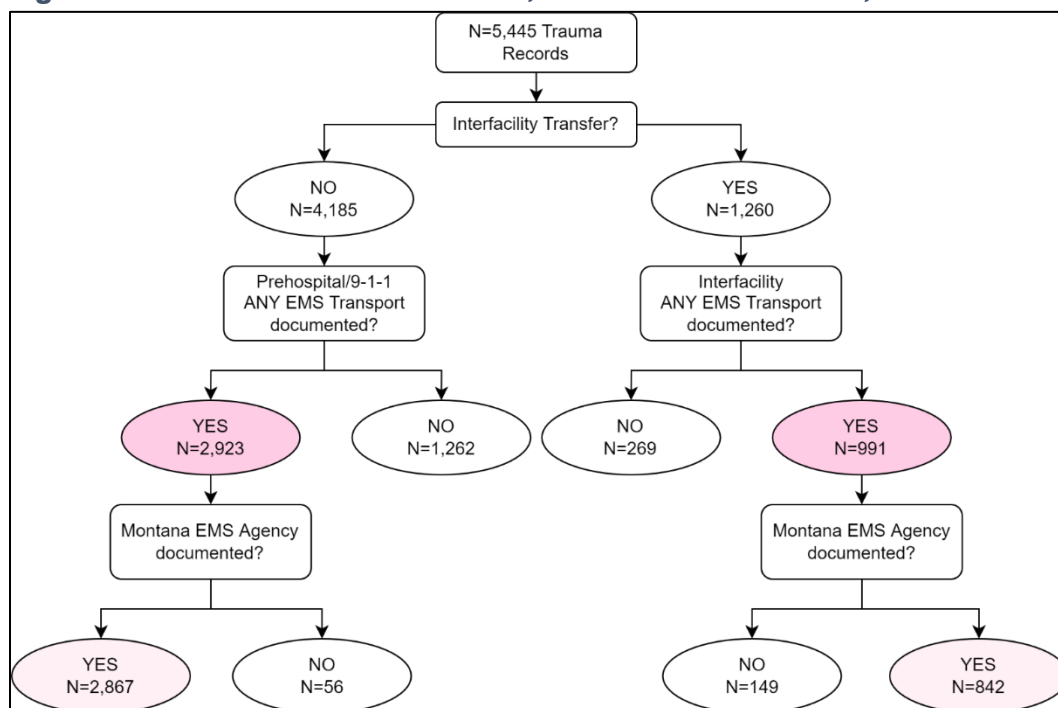 N=5,445 Trauma
Records
Interfacility Transfer?
NO
N=4,185
YES
N=1,260
Prehospital/9-1-1
ANY EMS Transport
documented?
Interfacility
ANY EMS Transport
documented?
YES
N=2,923
NO
N=1,262
NO
N=269
YES
N=991
Montana EMS Agency
documented?
Montana EMS Agency
documented?
YES
N=2,867
NO
N=56
NO
N=149
YES
N=842